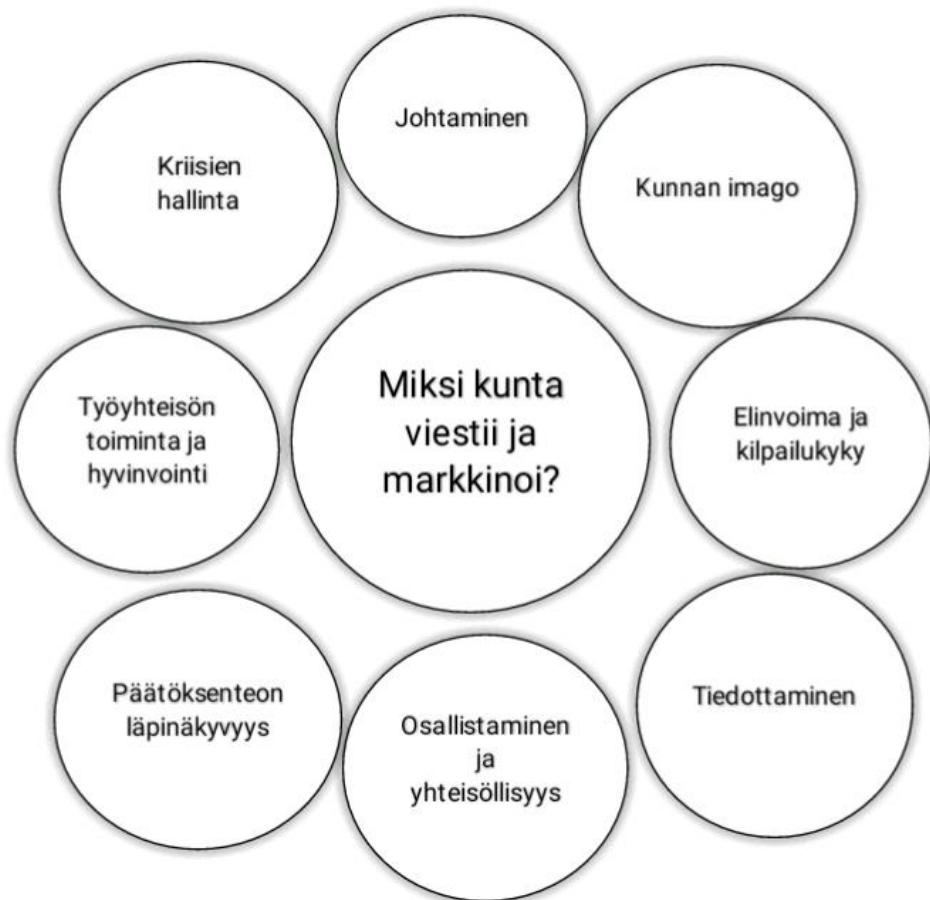 Johtaminen
Kriisien
hallinta
Kunnan imago
Miksi kunta
viestii ja
markkinoi?
Työyhteisön
toiminta ja
hyvinvointi
Elinvoima ja
kilpailukyky
Päätöksenteon
läpinäkyvyys
Osallistaminen
ja
yhteisöllisyys
Tiedottaminen